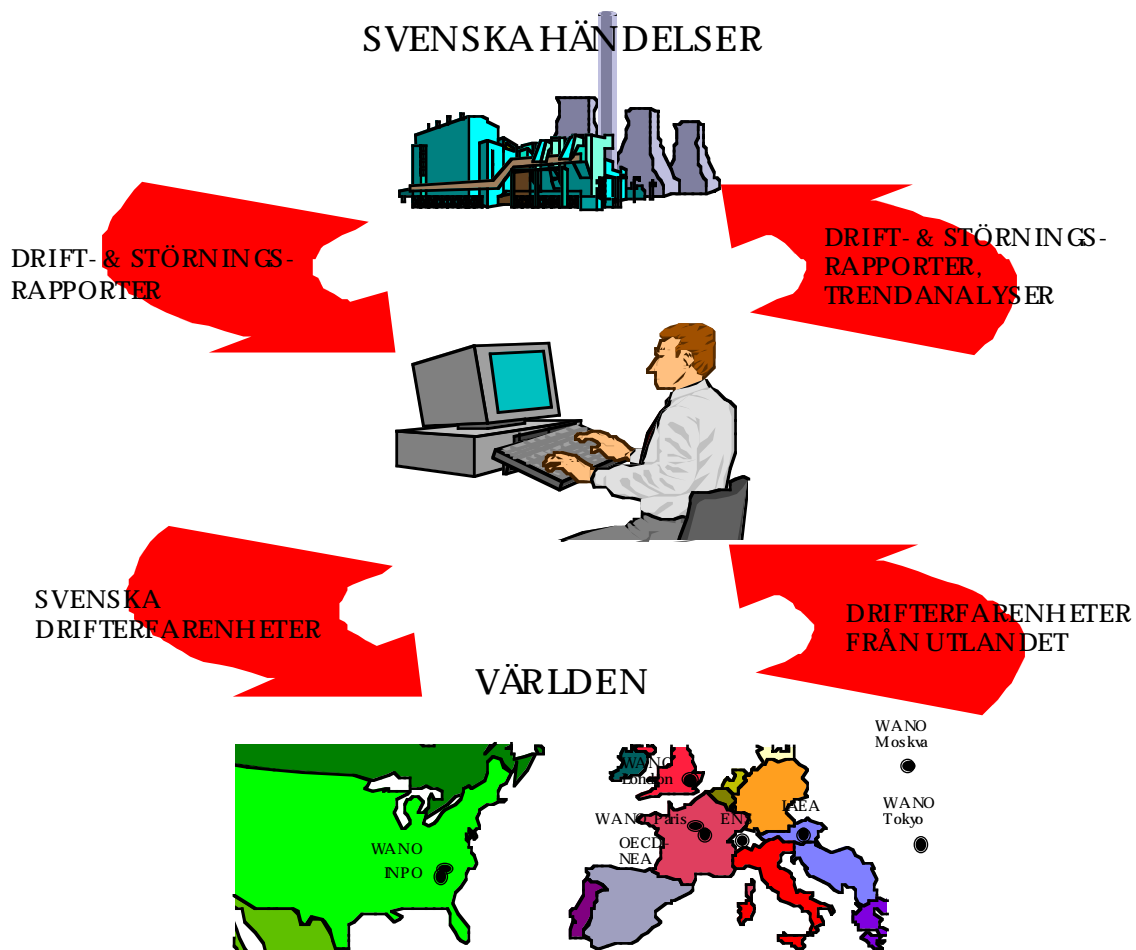 SVENSKA HÄNDELSER
DRIFT- & STÖRNINGS-
RAPPORTER
DRIFT- & STÖRNINGS-
RAPPORTER,
TRENDANALYSER
SVENSKA
DRIFTERFARENHETER
DRIFTERFARENHETER
FRÅN UTLANDET
VÄRLDEN
WANO
Moskva
WANO
London
WANO Paris
ENS
IAEA
WANO
Tokyo
OECD-
NEA
WANO
INPO